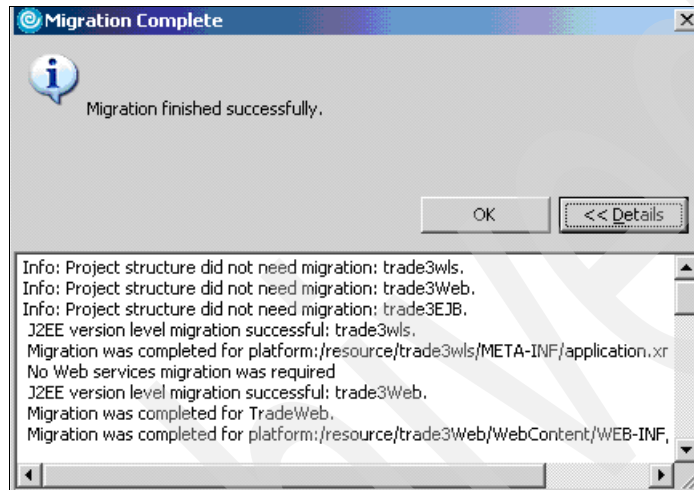 Migration Complete
Migration finished successfully.
OK
<< Details
Info: Project structure did not need migration: trade3wls.
Info: Project structure did not need migration: trade3Web.
Info: Project structure did not need migration: trade3EJB.
J2EE version level migration successful: trade3wls.
Migration was completed for platform:/resource/trade3wls/META-INF/application.xr
No Web services migration was required
J2EE version level migration successful: trade3Web.
Migration was completed for TradeWeb.
Migration was completed for platform:/resource/trade3Web/WebContent/WEB-INF,